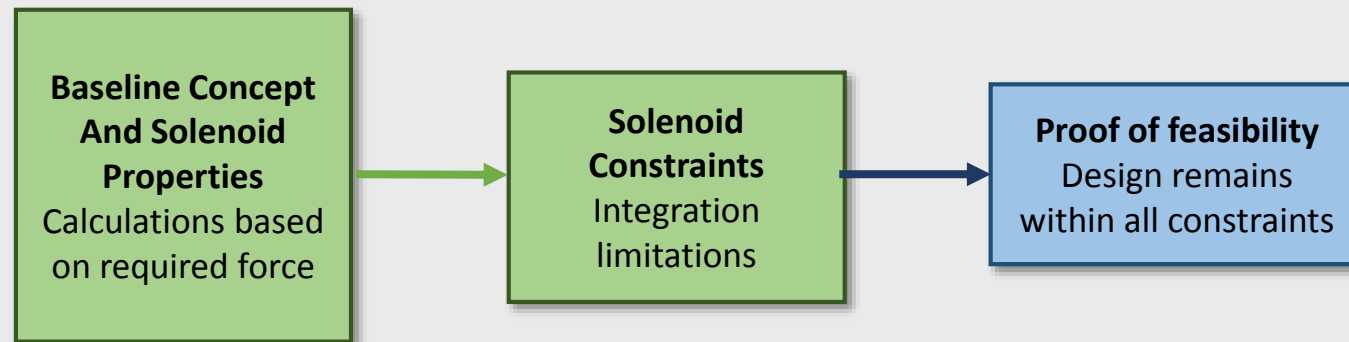 Baseline Concept
And Solenoid
Properties
Calculations based
on required force
Solenoid
Constraints
Integration
limitations
Proof of feasibility
Design remains
within all constraints